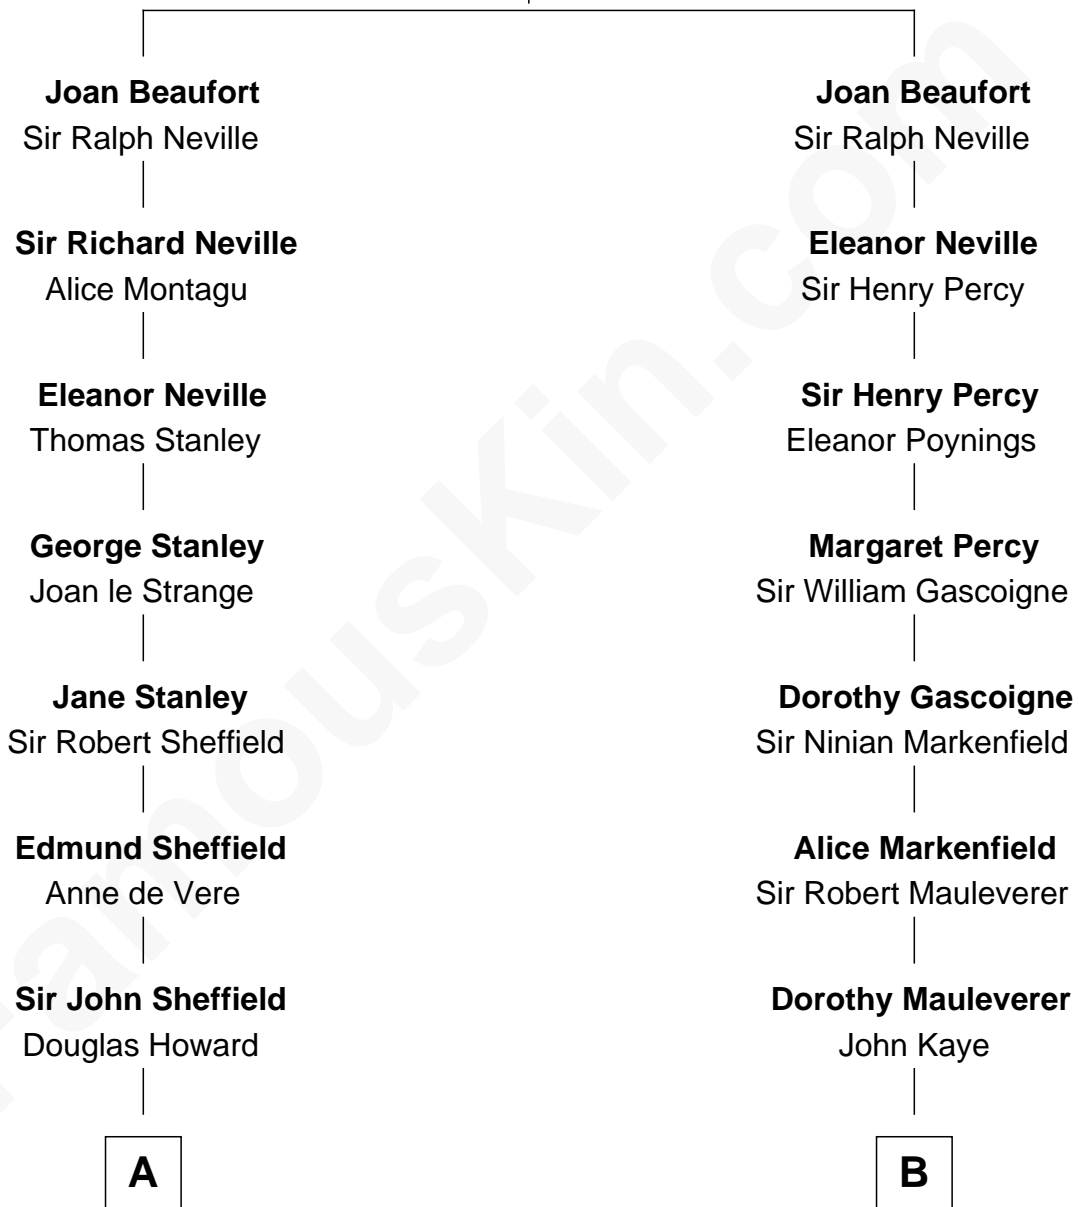 Joan Beaufort
Sir Ralph Neville
Sir Richard Neville
Alice Montagu
Eleanor Neville
Thomas Stanley
George Stanley
Joan le Strange
Jane Stanley
Sir Robert Sheffield
Edmund Sheffield
Anne de Vere
Sir John Sheffield
Douglas Howard
A
Joan Beaufort
Sir Ralph Neville
Eleanor Neville
Sir Henry Percy
Sir Henry Percy
Eleanor Poynings
Margaret Percy
Sir William Gascoigne
Dorothy Gascoigne
Sir Ninian Markenfield
Alice Markenfield
Sir Robert Mauleverer
Dorothy Mauleverer
John Kaye
B
FamousKin.com